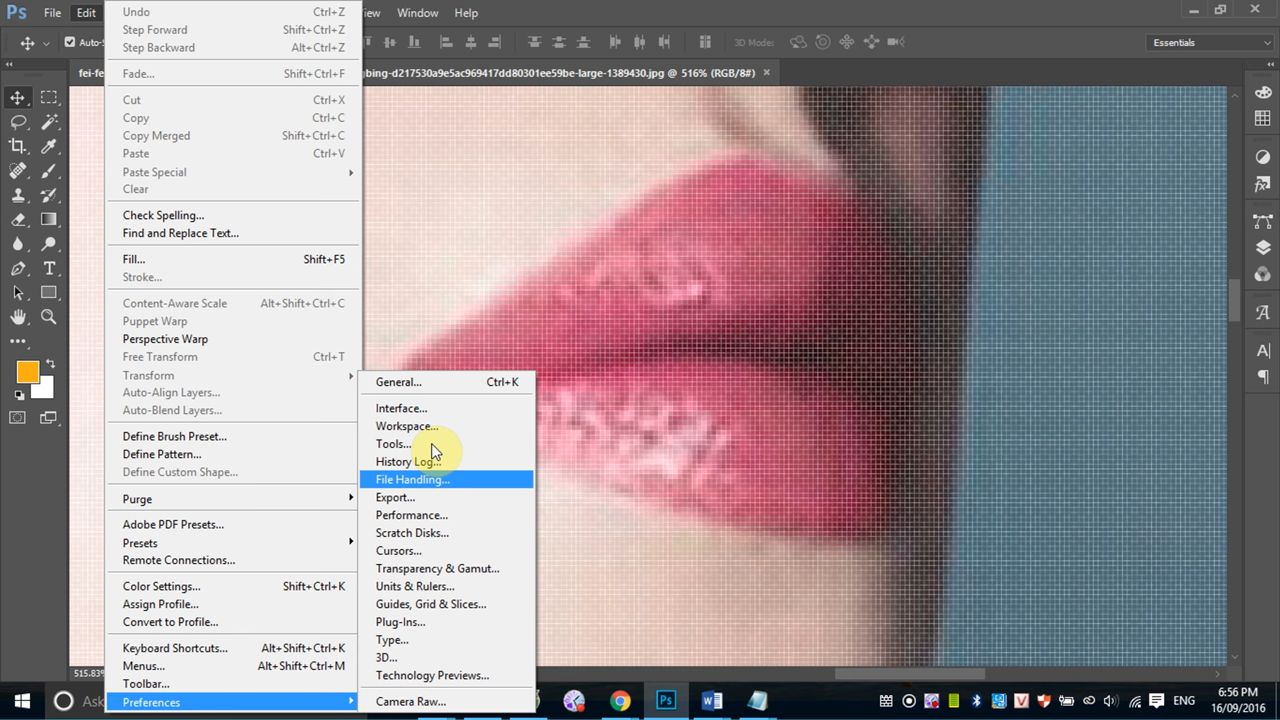 Ps File Edit iew Window Help
Auto-S 3D Mode: Essentials
fei-fe gbing-d217530a9e5ac969417dd80301ee59be-large-1389430.jpg @ 516% (RGB/8#) ×
Undo Ctrl+Z
Step Forward Shift+Ctrl+Z
Step Backward Alt+Ctrl+Z
Fade... Shift+Ctrl+F
Cut Ctrl+X
Copy Ctrl+C
Copy Merged Shift+Ctrl+C
Paste Ctrl+V
Paste Special
Clear
Check Spelling...
Find and Replace Text...
Fill... Shift+F5
Stroke...
Content-Aware Scale Alt+Shift+Ctrl+C
Puppet Warp
Perspective Warp
Free Transform Ctrl+T
Transform
Auto-Align Layers...
Auto-Blend Layers...
Define Brush Preset...
Define Pattern...
Define Custom Shape...
Purge
Adobe PDF Presets...
Presets
Remote Connections...
Color Settings... Shift+Ctrl+K
Assign Profile...
Convert to Profile...
Keyboard Shortcuts... Alt+Shift+Ctrl+K
Menus... Alt+Shift+Ctrl+M
Toolbar...
Preferences
General... Ctrl+K
Interface...
Workspace...
Tools...
History Log...
File Handling...
Export...
Performance...
Scratch Disks...
Cursors...
Transparency & Gamut...
Units & Rulers...
Guides, Grid & Slices...
Plug-Ins...
Type...
3D...
Technology Previews...
Camera Raw...
515.83%
Ask
Ps
ENG
6:56 PM
16/09/2016